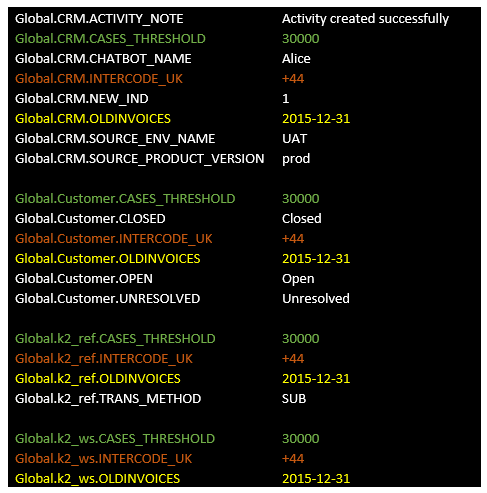 Global.CRM.ACTIVITY_NOTE Activity created successfully
Global.CRM.CASES_THRESHOLD 30000
Global.CRM.CHATBOT_NAME Alice
Global.CRM.INTERCODE_UK +44
Global.CRM.NEW_IND 1
Global.CRM.OLDINVOICES 2015-12-31
Global.CRM.SOURCE_ENV_NAME UAT
Global.CRM.SOURCE_PRODUCT_VERSION prod
Global.Customer.CASES_THRESHOLD 30000
Global.Customer.CLOSED Closed
Global.Customer.INTERCODE_UK +44
Global.Customer.OLDINVOICES 2015-12-31
Global.Customer.OPEN Open
Global.Customer.UNRESOLVED Unresolved
Global.k2_ref.CASES_THRESHOLD 30000
Global.k2_ref.INTERCODE_UK +44
Global.k2_ref.OLDINVOICES 2015-12-31
Global.k2_ref.TRANS_METHOD SUB
Global.k2_ws.CASES_THRESHOLD 30000
Global.k2_ws.INTERCODE_UK +44
Global.k2_ws.OLDINVOICES 2015-12-31